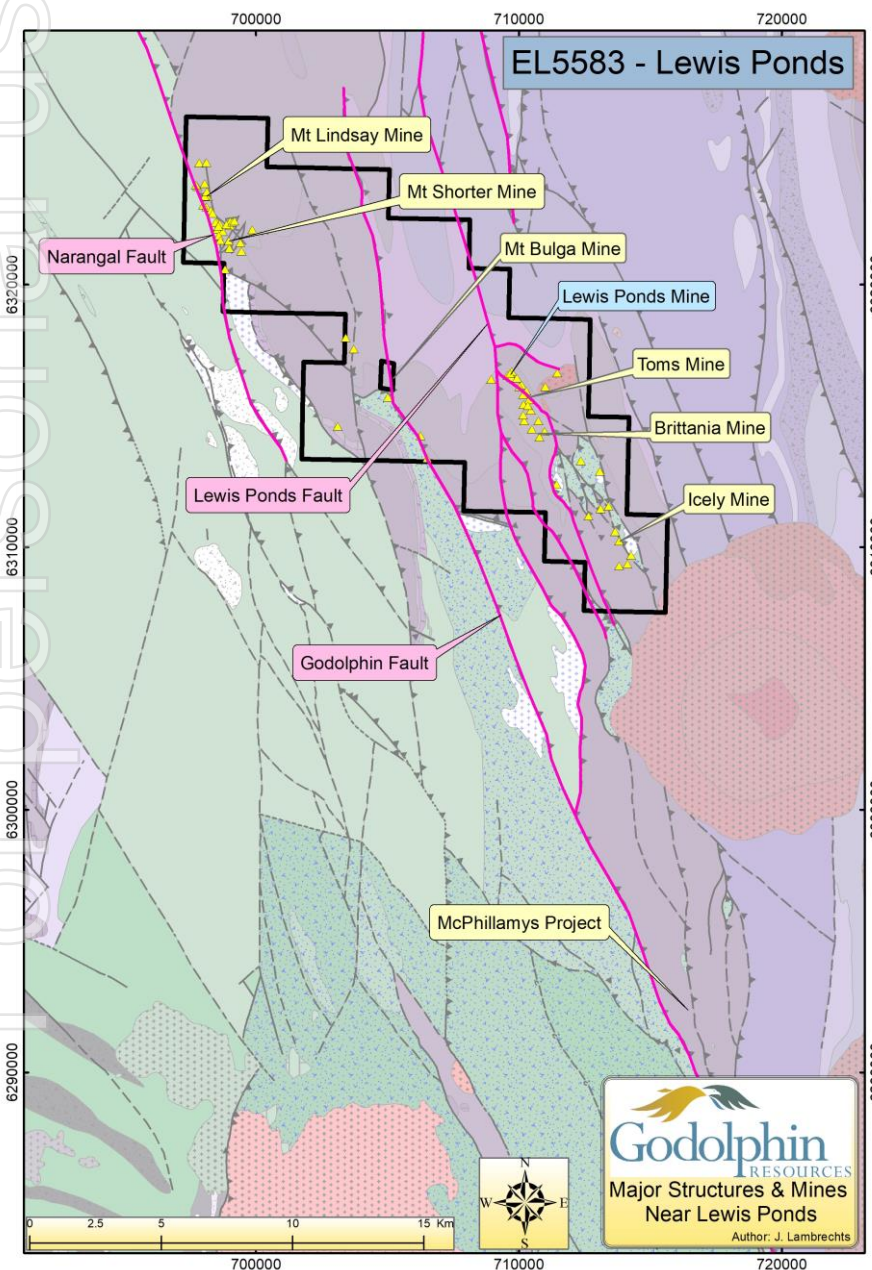 700000
710000
720000
EL5583 - Lewis Ponds
Mt Lindsay Mine
Mt Shorter Mine
Narangal Fault
Mt Bulga Mine
6320000
Lewis Ponds Mine
Toms Mine
Brittania Mine
Lewis Ponds Fault
Icely Mine
6310000
Godolphin Fault
6300000
McPhillamys Project
6290000
Godolphin
RESOURCES
Major Structures & Mines
Near Lewis Ponds
Author: J. Lambrechts
N
W
E
S
0
2.5
5
10
15 Km
700000
710000
720000